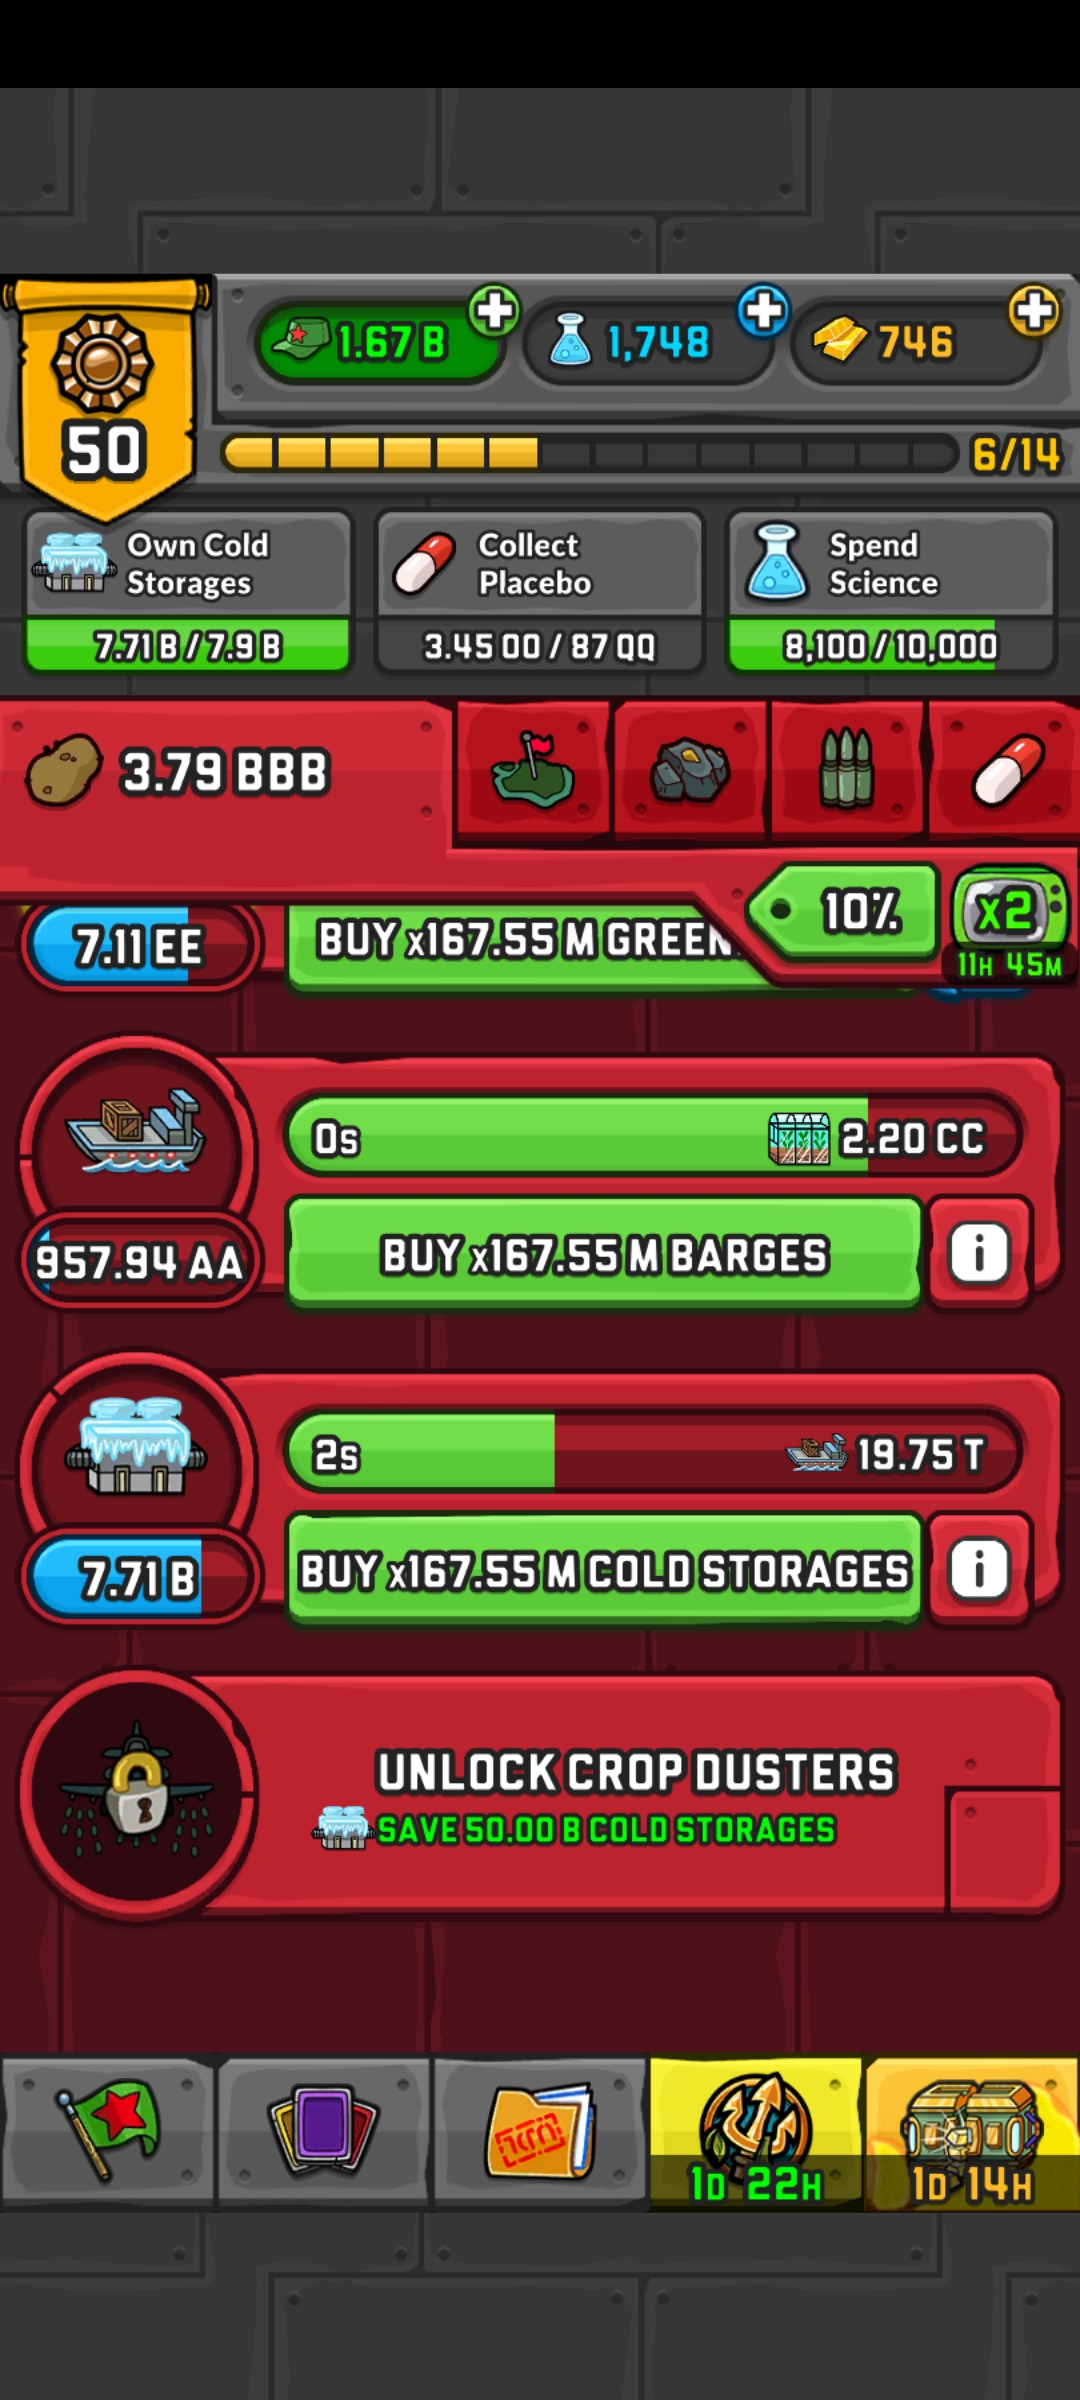 1.67 B
1,748
746
50
6/14
Own Cold
Storages
7.71 B / 7.9 B
Collect
Placebo
3.45 OO / 87 QQ
Spend
Science
8,100 / 10,000
3.79 BBB
10%
x2
11H 45M
7.11 EE
BUY x167.55 M GREEN
0s
2.20 CC
957.94 AA
BUY x167.55 M BARGES
i
2s
19.75 T
7.71 B
BUY x167.55 M COLD STORAGES
i
UNLOCK CROP DUSTERS
SAVE 50.00 B COLD STORAGES
1D 22H
1D 14H